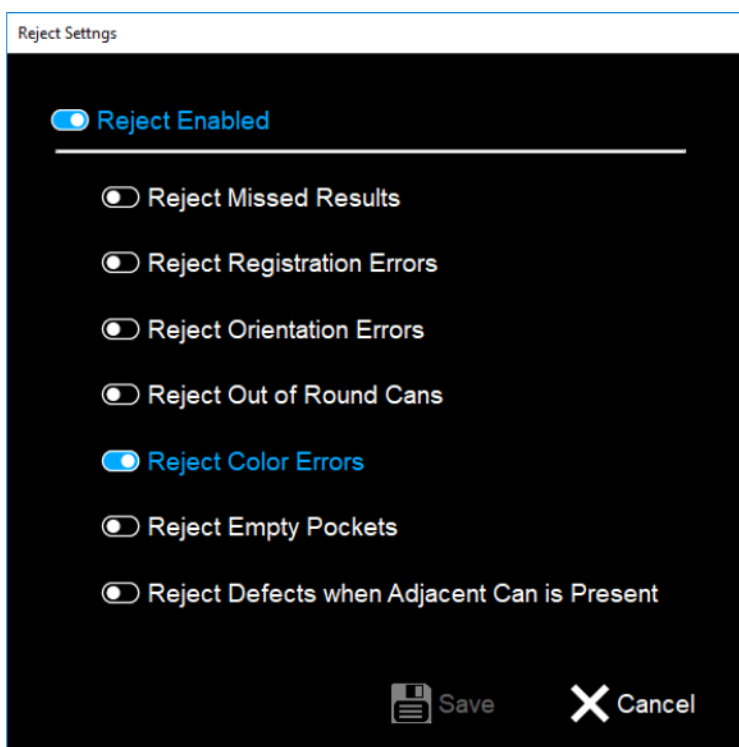 Reject Settngs
Reject Enabled
Reject Missed Results
Reject Registration Errors
Reject Orientation Errors
Reject Out of Round Cans
Reject Color Errors
Reject Empty Pockets
Reject Defects when Adjacent Can is Present
Save
Cancel